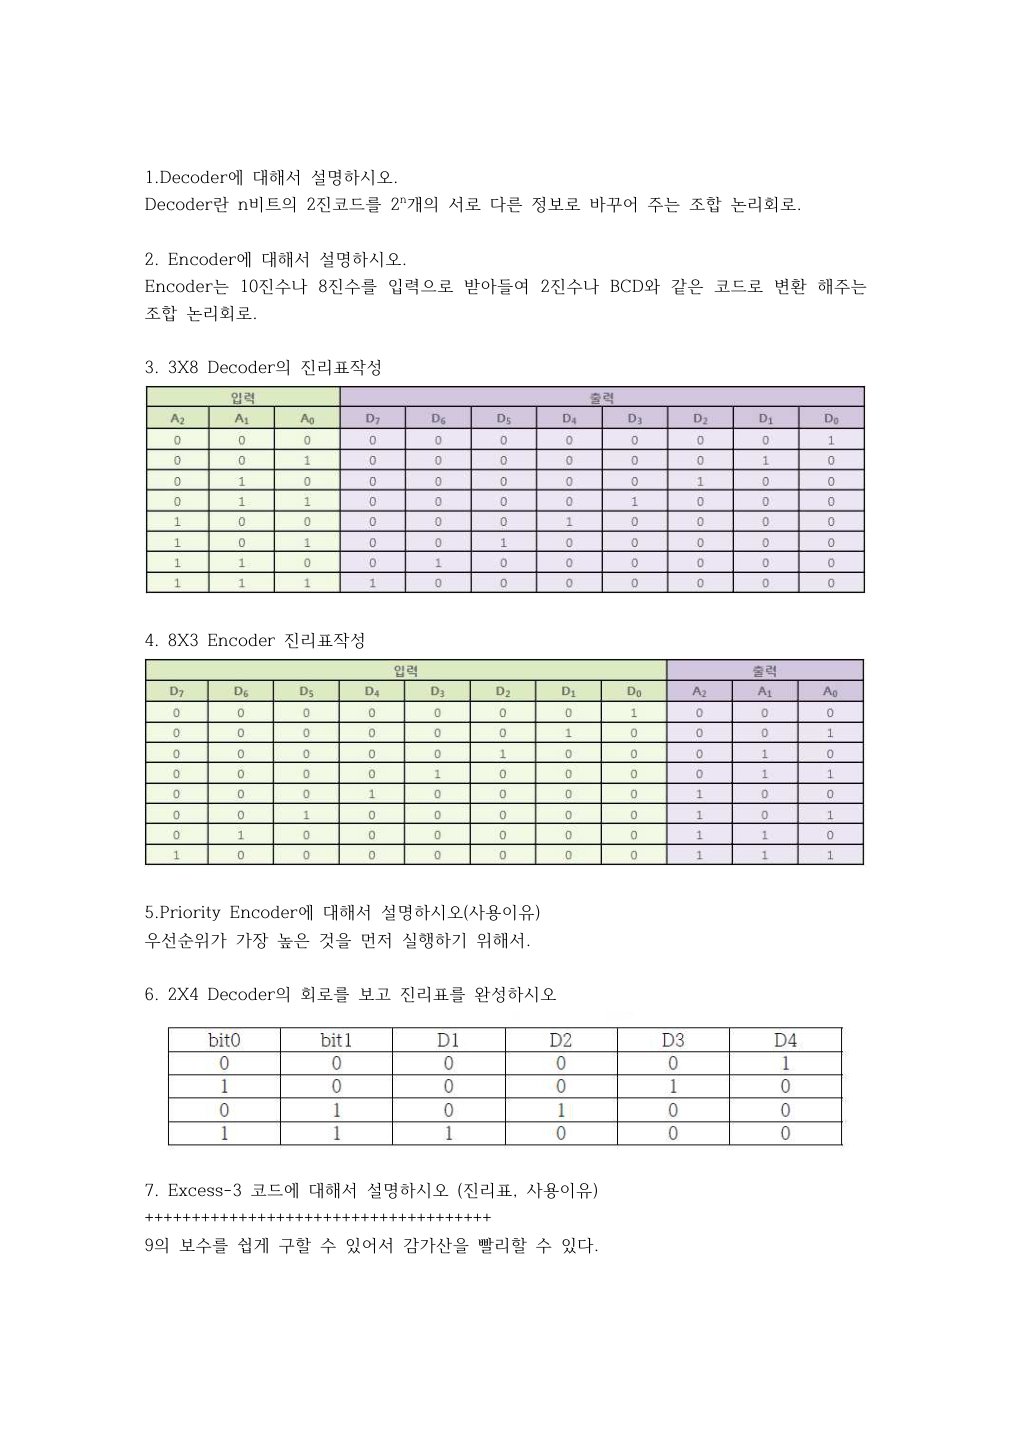 1.Decoder에 대해서 설명하시오.
Decoder란 n비트의 2진코드를 2ⁿ개의 서로 다른 정보로 바꾸어 주는 조합 논리회로.
2. Encoder에 대해서 설명하시오.
Encoder는 10진수나 8진수를 입력으로 받아들여 2진수나 BCD와 같은 코드로 변환 해주는
조합 논리회로.
3. 3X8 Decoder의 진리표작성
입력 출력
A₂ A₁ A₀ D₇ D₆ D₅ D₄ D₃ D₂ D₁ D₀
0 0 0 0 0 0 0 0 0 0 1
0 0 1 0 0 0 0 0 0 1 0
0 1 0 0 0 0 0 0 1 0 0
0 1 1 0 0 0 0 1 0 0 0
1 0 0 0 0 0 1 0 0 0 0
1 0 1 0 0 1 0 0 0 0 0
1 1 0 0 1 0 0 0 0 0 0
1 1 1 1 0 0 0 0 0 0 0
4. 8X3 Encoder 진리표작성
입력 출력
D₇ D₆ D₅ D₄ D₃ D₂ D₁ D₀ A₂ A₁ A₀
0 0 0 0 0 0 0 1 0 0 0
0 0 0 0 0 0 1 0 0 0 1
0 0 0 0 0 1 0 0 0 1 0
0 0 0 0 1 0 0 0 0 1 1
0 0 0 1 0 0 0 0 1 0 0
0 0 1 0 0 0 0 0 1 0 1
0 1 0 0 0 0 0 0 1 1 0
1 0 0 0 0 0 0 0 1 1 1
5.Priority Encoder에 대해서 설명하시오(사용이유)
우선순위가 가장 높은 것을 먼저 실행하기 위해서.
6. 2X4 Decoder의 회로를 보고 진리표를 완성하시오
bit0 bit1 D1 D2 D3 D4
0 0 0 0 0 1
1 0 0 0 1 0
0 1 0 1 0 0
1 1 1 0 0 0
7. Excess-3 코드에 대해서 설명하시오 (진리표, 사용이유)
+++++++++++++++++++++++++++++++++++++
9의 보수를 쉽게 구할 수 있어서 감가산을 빨리할 수 있다.